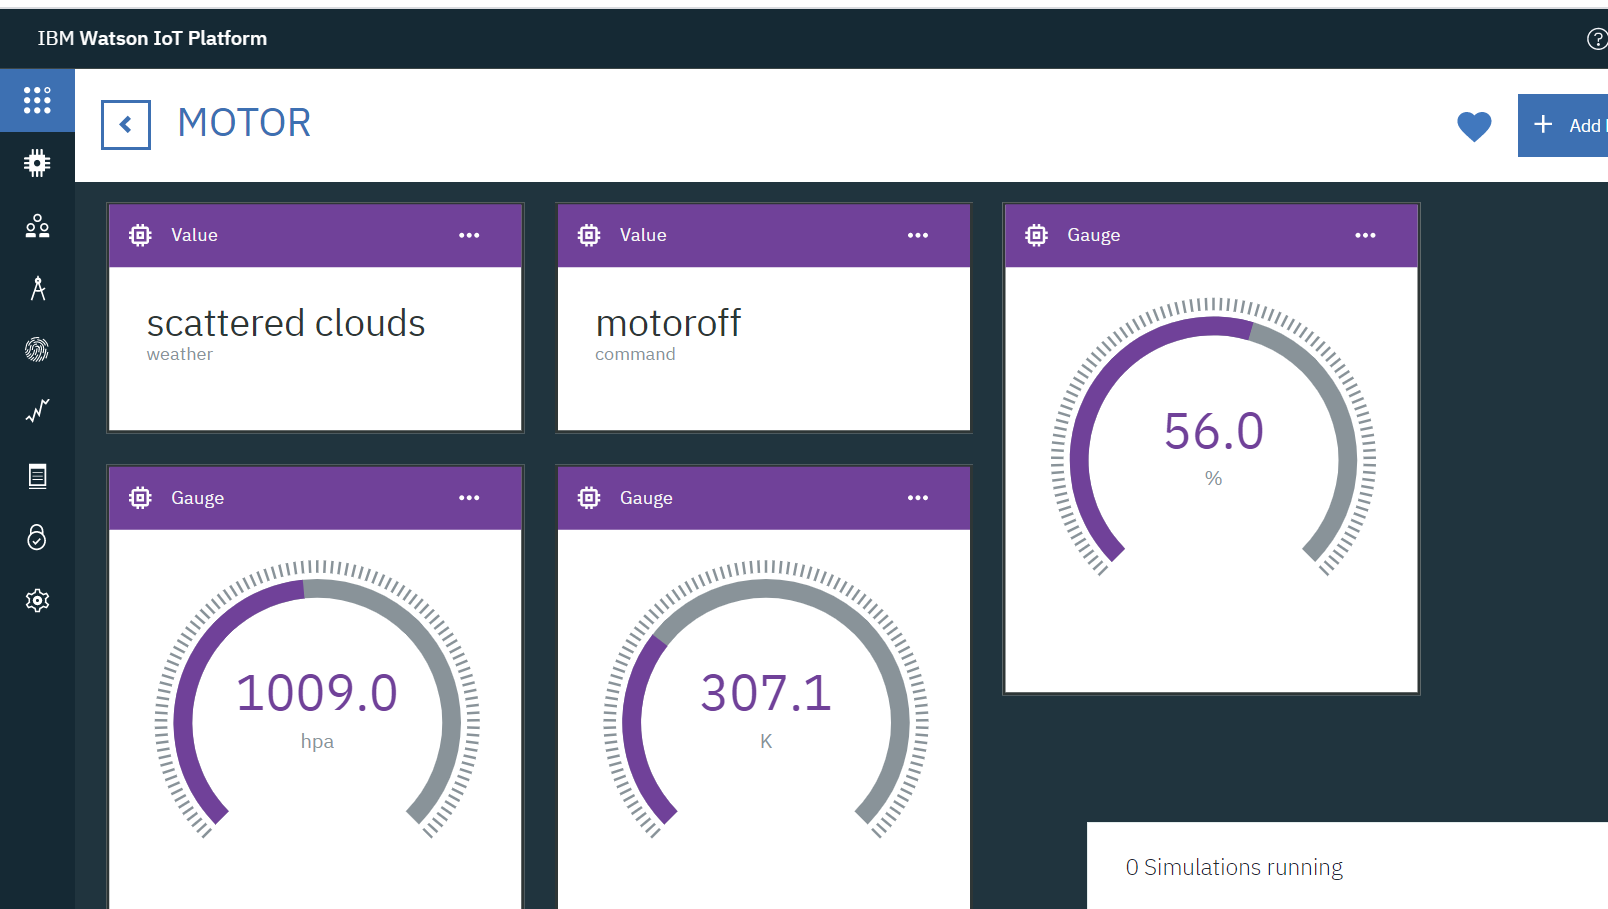 IBM Watson IoT Platform
MOTOR
Add
Value
scattered clouds
weather
Value
motoroff
command
Gauge
56.0
%
Gauge
1009.0
hpa
Gauge
307.1
K
0 Simulations running